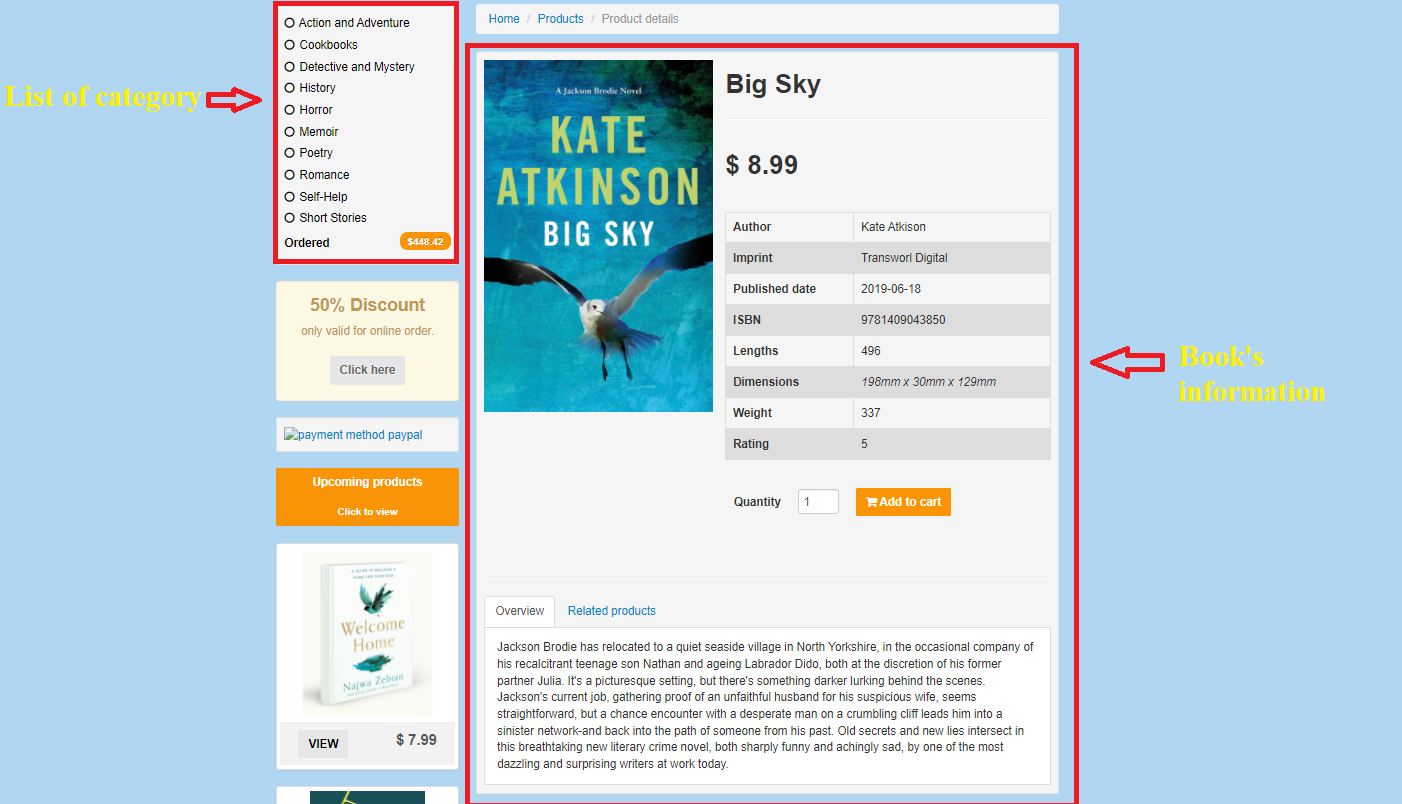 Action and Adventure
Cookbooks
Detective and Mystery
History
Horror
Memoir
Poetry
Romance
Self-Help
Short Stories
Ordered $448.42
List of category
50% Discount
only valid for online order.
Click here
payment method paypal
Upcoming products
Click to view
A GUIDE TO BUILDING A
HOME FOR YOUR SOUL
Welcome
Home
Najwa Zebian
VIEW $ 7.99
Home / Products / Product details
A Jackson Brodie Novel
KATE
ATKINSON
BIG SKY
Big Sky
$ 8.99
Author Kate Atkison
Imprint Transworl Digital
Published date 2019-06-18
ISBN 9781409043850
Lengths 496
Dimensions 198mm x 30mm x 129mm
Weight 337
Rating 5
Quantity 1 Add to cart
Overview Related products
Jackson Brodie has relocated to a quiet seaside village in North Yorkshire, in the occasional company of
his recalcitrant teenage son Nathan and ageing Labrador Dido, both at the discretion of his former
partner Julia. It's a picturesque setting, but there's something darker lurking behind the scenes.
Jackson's current job, gathering proof of an unfaithful husband for his suspicious wife, seems
straightforward, but a chance encounter with a desperate man on a crumbling cliff leads him into a
sinister network-and back into the path of someone from his past. Old secrets and new lies intersect in
this breathtaking new literary crime novel, both sharply funny and achingly sad, by one of the most
dazzling and surprising writers at work today.
Book's
information